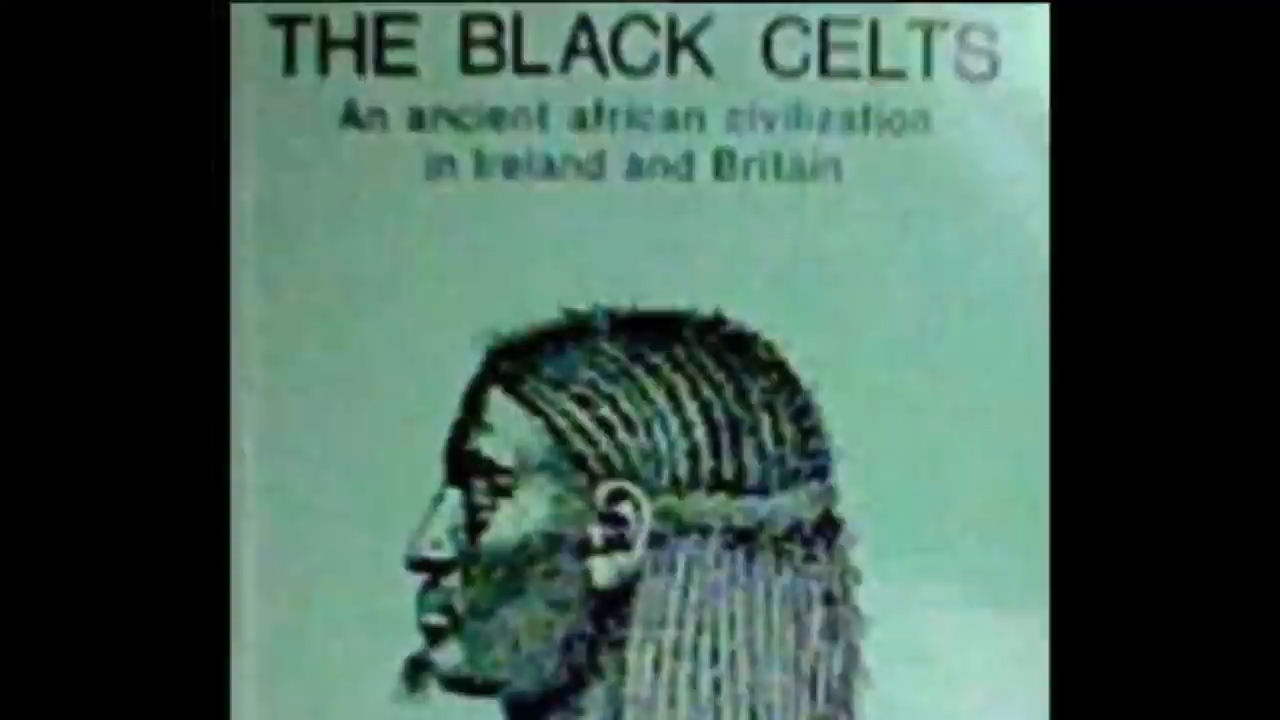 THE BLACK CELTS
An ancient african civilization
in Ireland and Britain